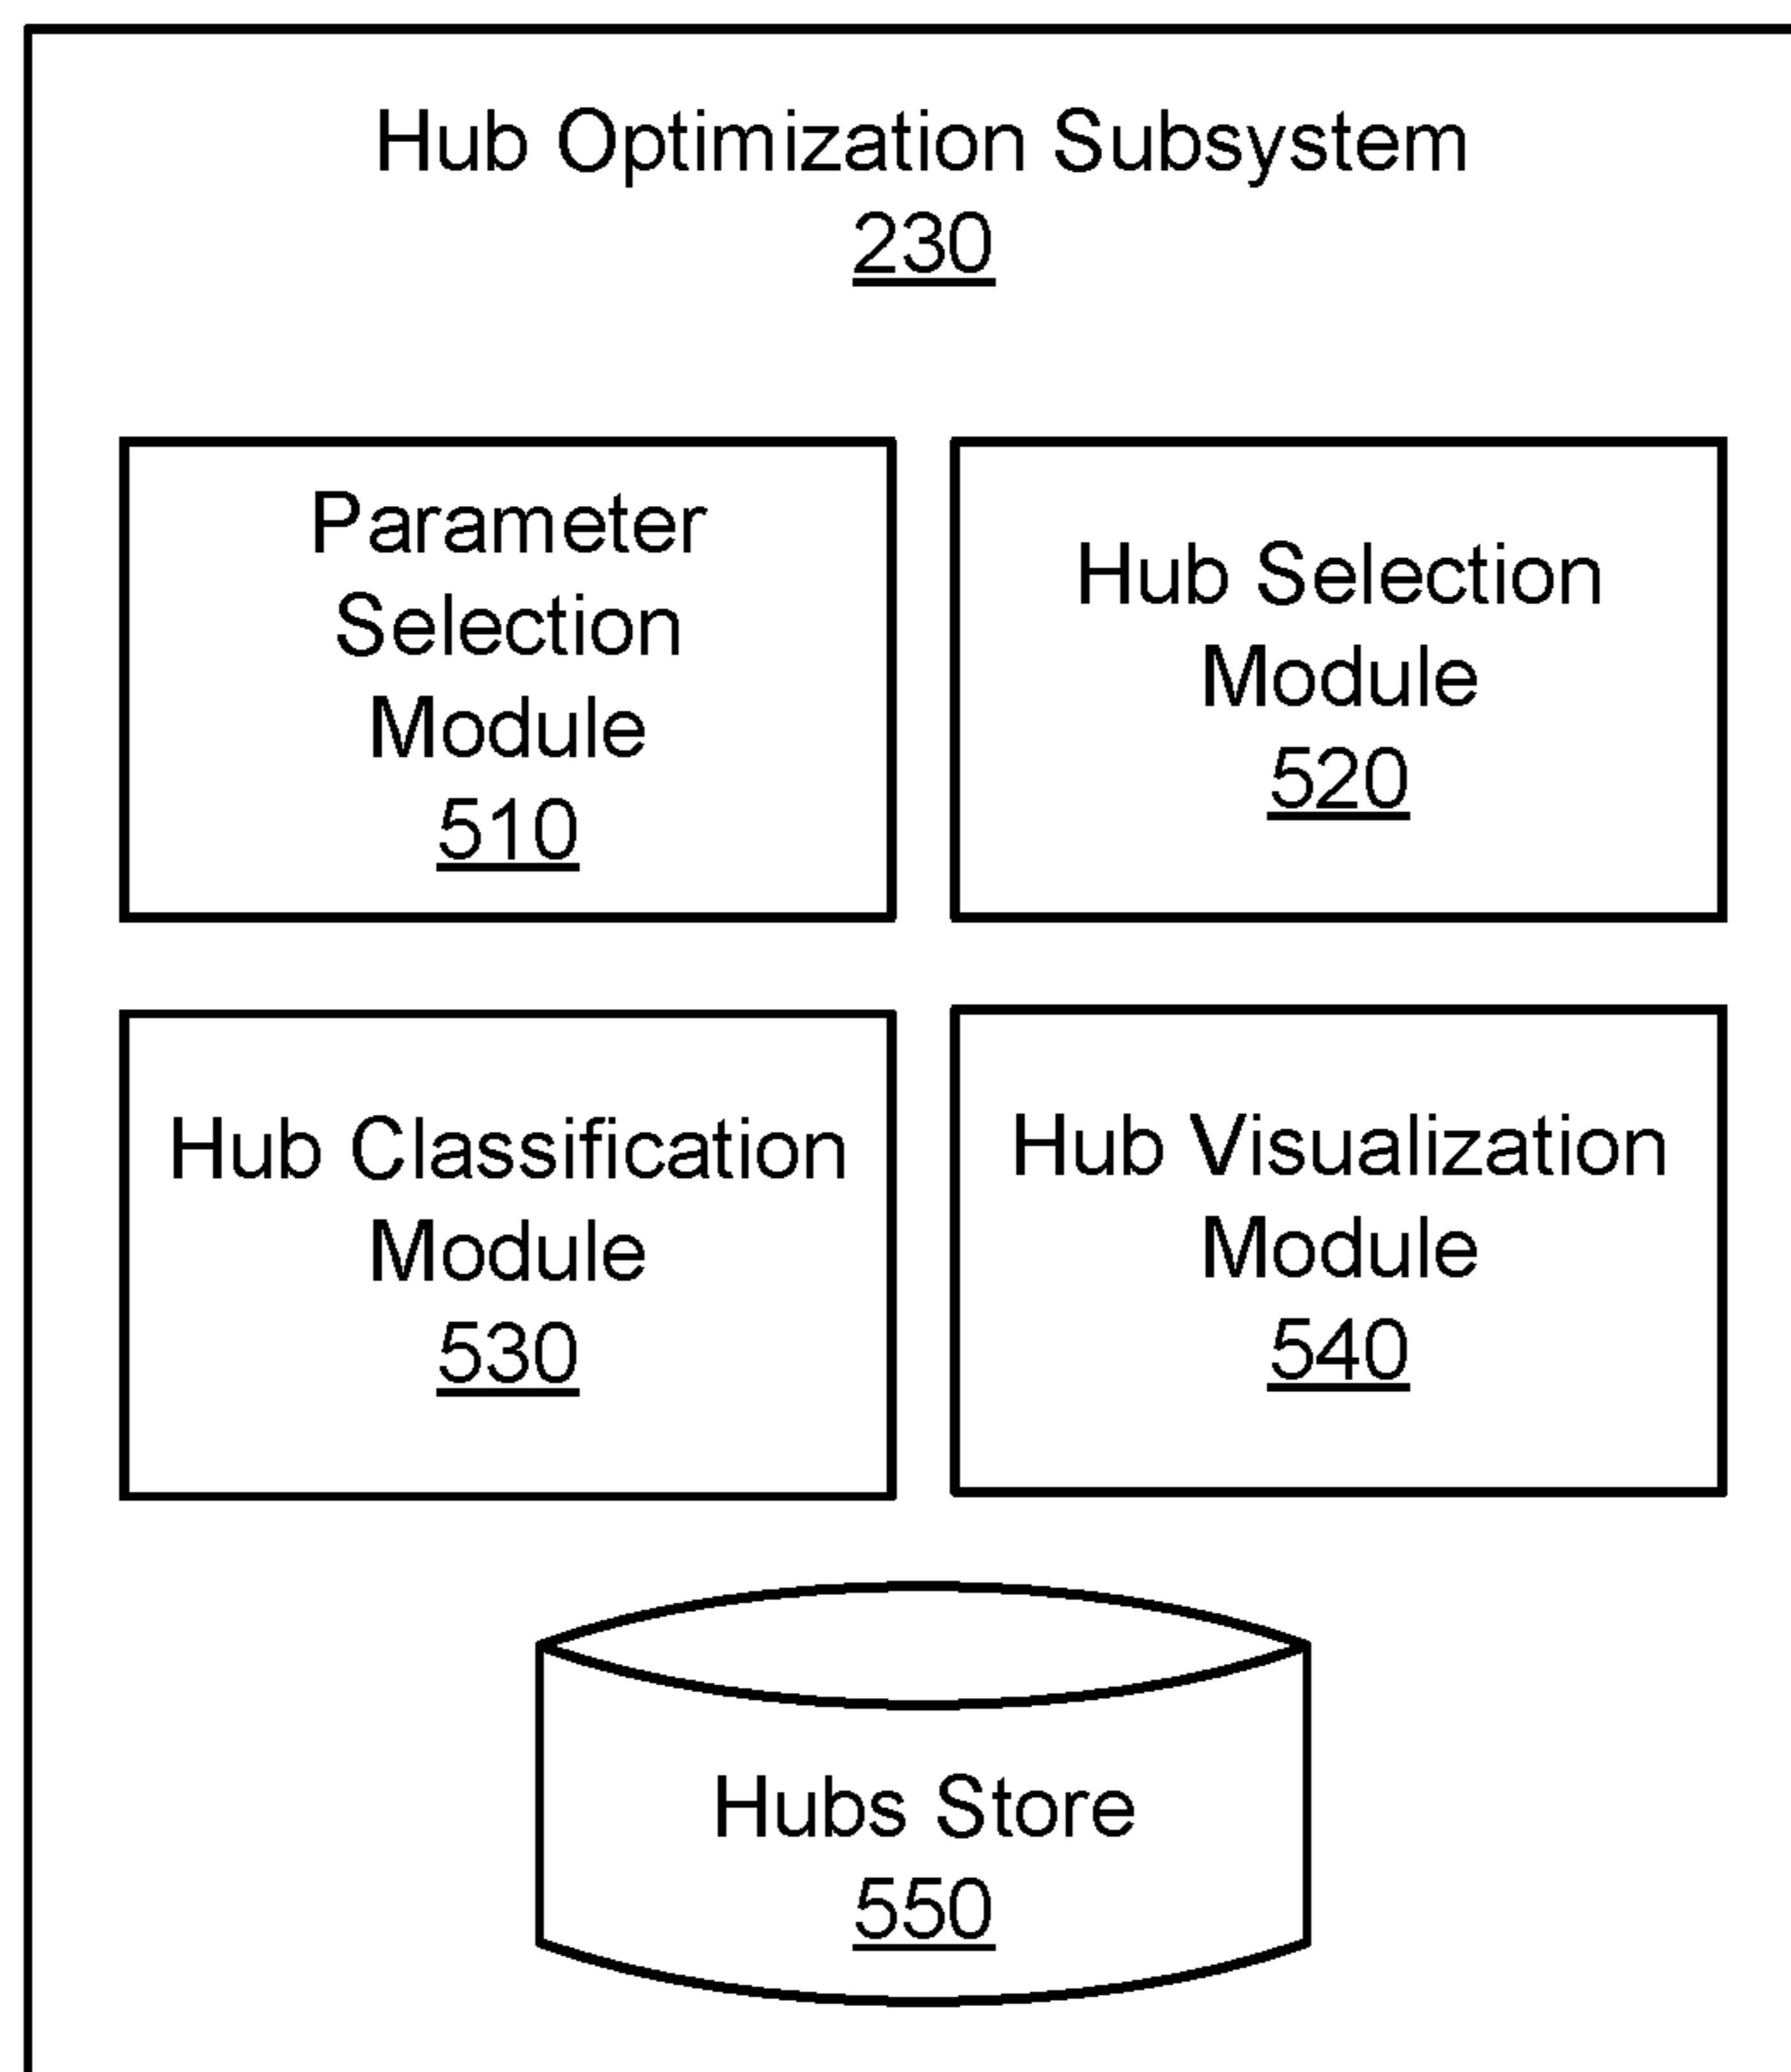 Hub Optimization Subsystem
230
Parameter
Selection
Module
510
Hub Selection
Module
520
Hub Classification
Module
530
Hub Visualization
Module
540
Hubs Store
550